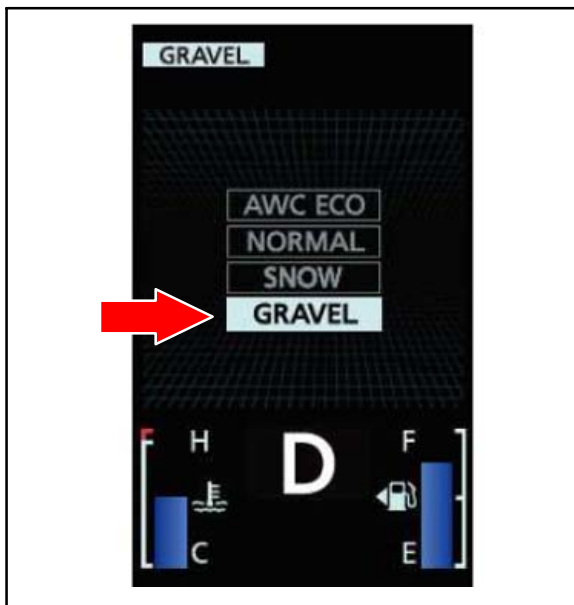 GRAVEL
AWC ECO
NORMAL
SNOW
GRAVEL
H D F
C E